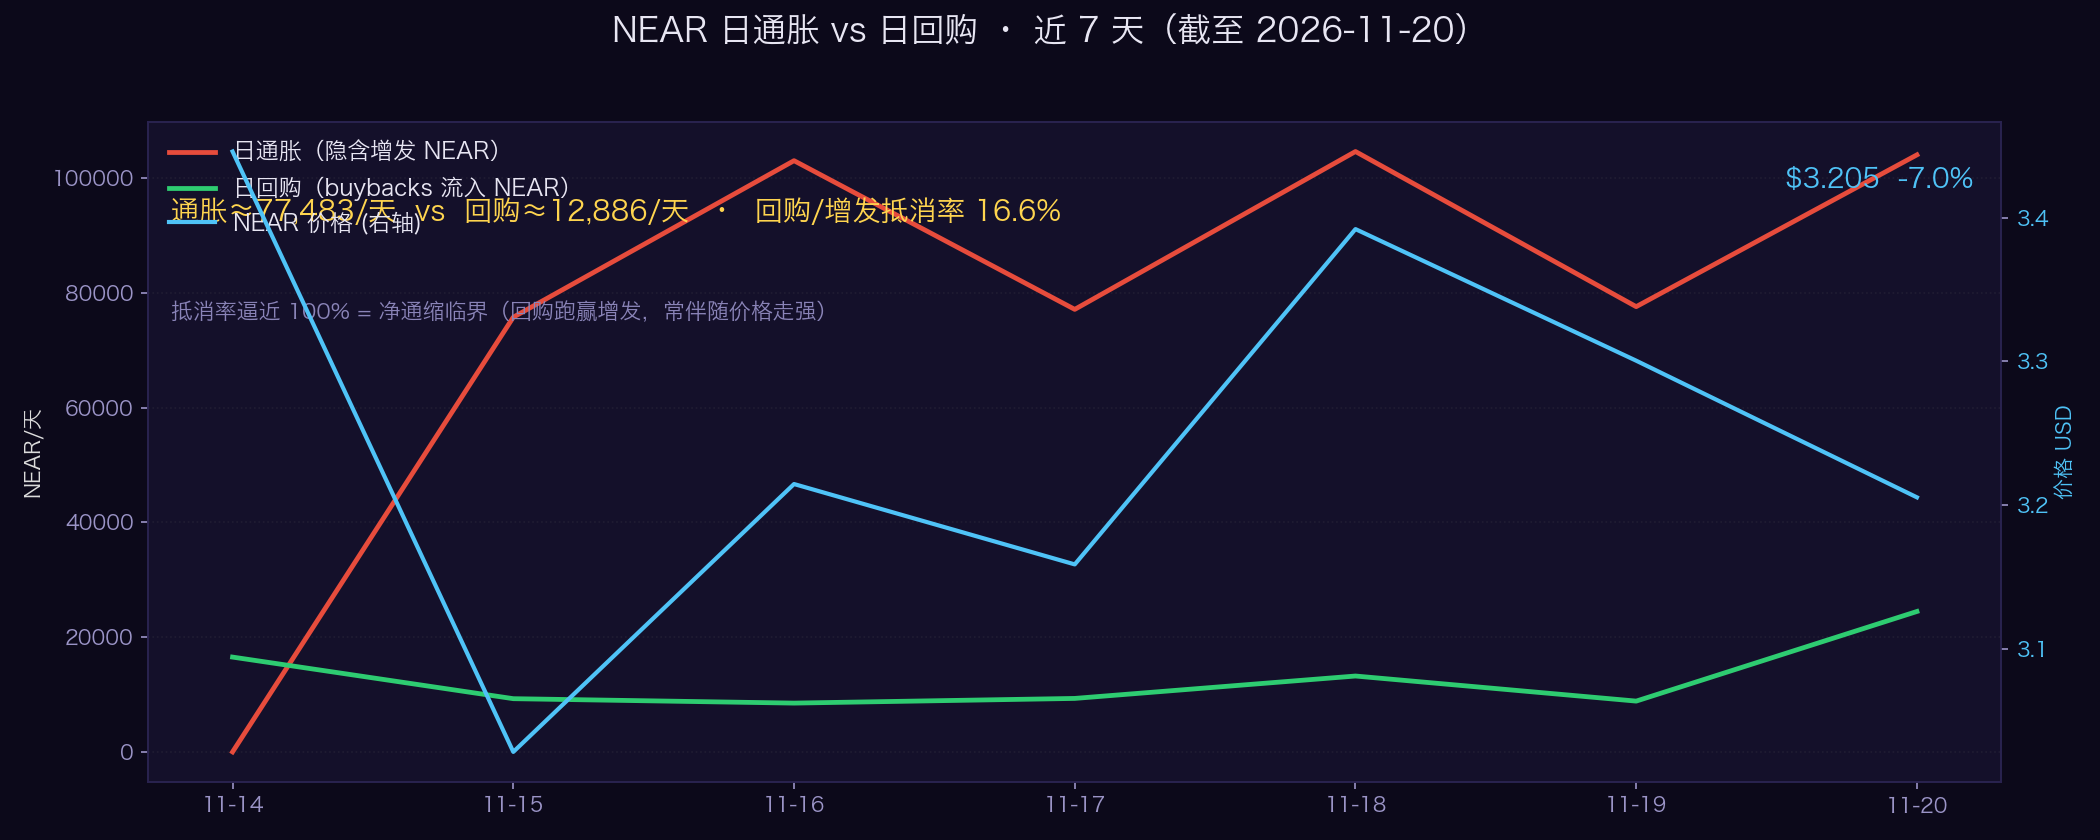 NEAR 日通胀 vs 日回购 · 近 7 天（截至 2026-11-20）
日通胀（隐含增发 NEAR）
日回购（buybacks 流入 NEAR）
NEAR 价格 (右轴)
通胀≈77,483/天 vs 回购≈12,886/天 · 回购/增发抵消率 16.6%
抵消率逼近 100% = 净通缩临界（回购跑赢增发，常伴随价格走强）
$3.205 -7.0%
NEAR/天
100000
80000
60000
40000
20000
0
3.4
3.3
3.2
3.1
价格 USD
11-14
11-15
11-16
11-17
11-18
11-19
11-20